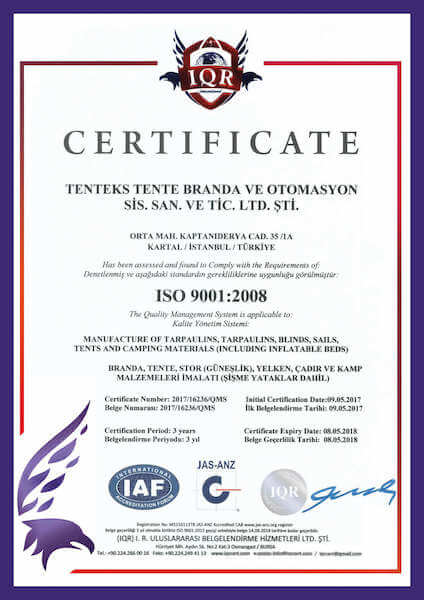 IQR
CERTIFICATE
TENTEKS TENTE BRANDA VE OTOMASYON
SİS. SAN. VE TİC. LTD. ŞTİ.
ORTA MAH. KAPTANIDERYA CAD. 35 /1A
KARTAL / İSTANBUL / TÜRKİYE
Has been assessed and found to Comply with the Requirements of:
Denetlenmiş ve aşağıdaki standardın gerekliliklerine uygunluğu görülmüştür:
ISO 9001:2008
The Quality Management System is applicable to:
Kalite Yönetim Sistemi:
MANUFACTURE OF TARPAULINS, TARPAULINS, BLINDS, SAILS,
TENTS AND CAMPING MATERIALS (INCLUDING INFLATABLE BEDS)
BRANDA, TENTE, STOR (GÜNEŞLİK), YELKEN, ÇADIR VE KAMP
MALZEMELERİ İMALATI (ŞİŞME YATAKLAR DAHİL)
Certificate Number: 2017/16236/QMS
Belge Numarası: 2017/16236/QMS
Initial Certification Date:09.05.2017
İlk Belgelendirme Tarihi: 09.05.2017
Certification Period: 3 years
Belgelendirme Periyodu: 3 yıl
Certificate Expiry Date: 08.05.2018
Belge Geçerlilik Tarihi: 08.05.2018
INTERNATIONAL
IAF
ACCREDITATION FORUM
JAS-ANZ
IQR
(IQR) I. R. ULUSLARARASI BELGELENDİRME HİZMETLERİ LTD. ŞTİ.